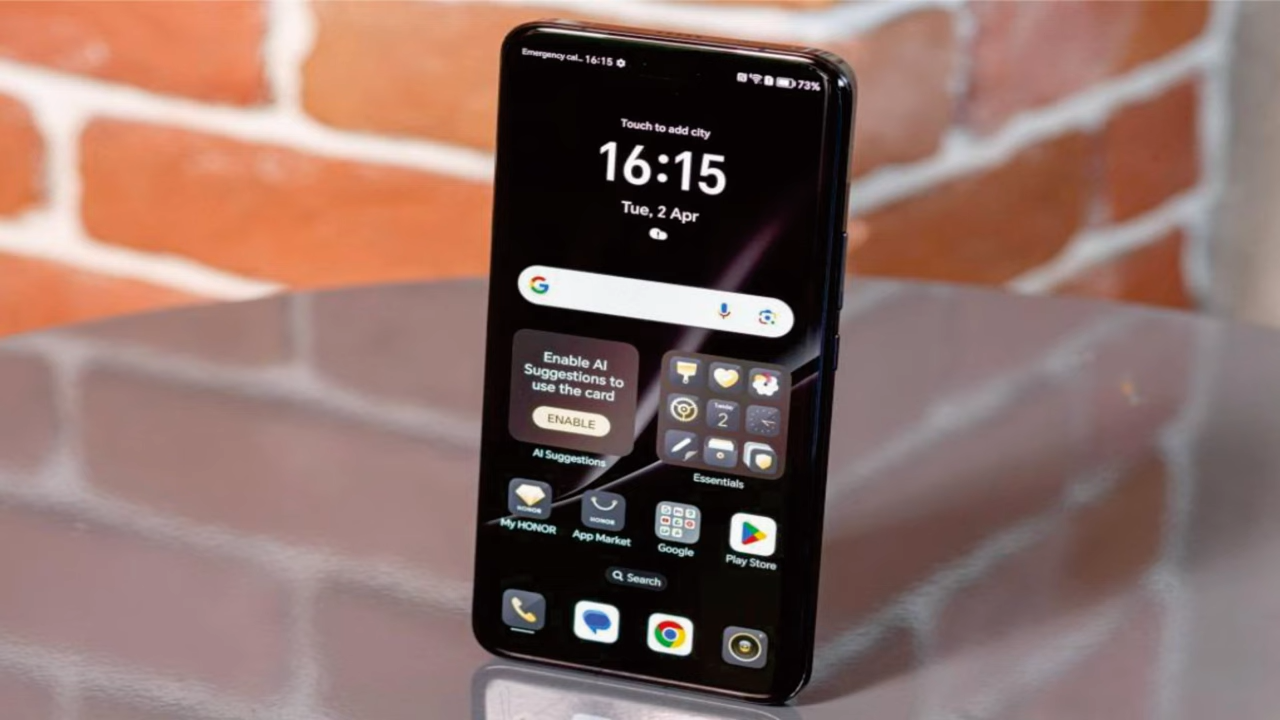 Emergency cal... 16:15
73%
Touch to add city
16:15
Tue, 2 Apr
G
Enable AI
Suggestions to
use the card
ENABLE
AI Suggestions
Tuesday
2
Essentials
HONOR
HONOR
My HONOR
App Market
Google
Play Store
Search